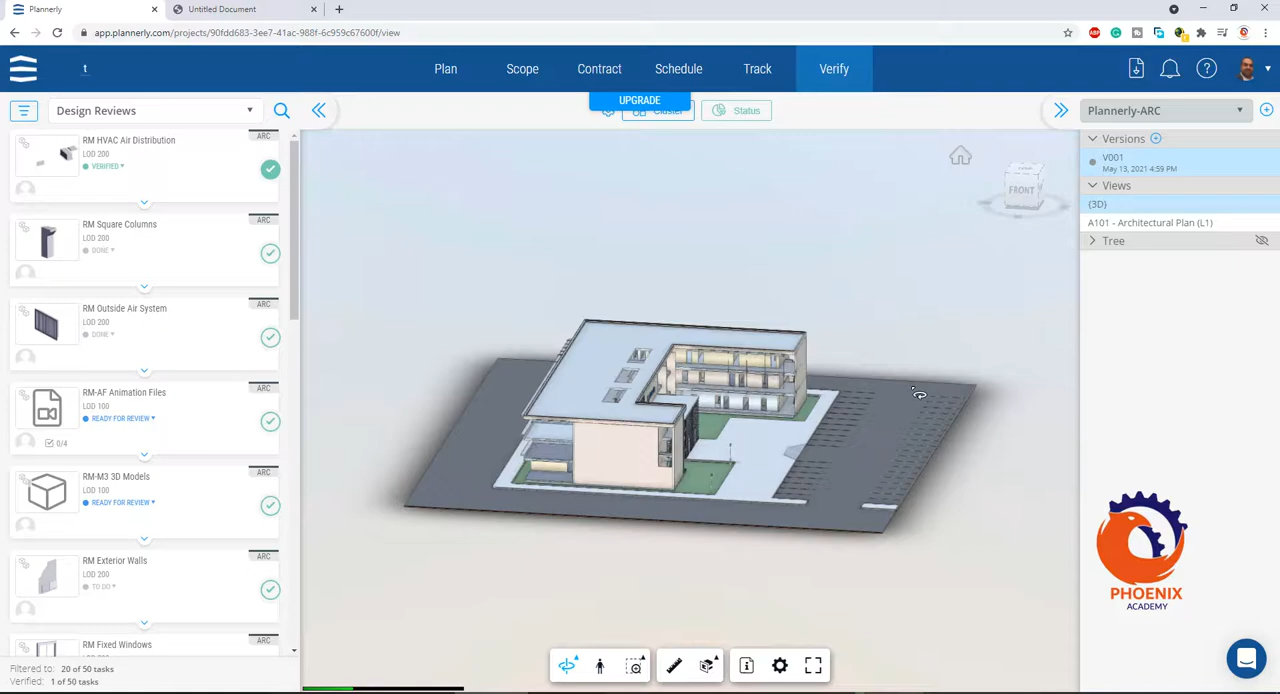 Plannerly
Untitled Document
app.plannerly.com/projects/90fdd683-3ee7-41ac-988f-6c959c67600f/view
t
Plan
Scope
Contract
Schedule
Track
Verify
UPGRADE
Design Reviews
Cluster
Status
Plannerly-ARC
RM HVAC Air Distribution
LOD 200
VERIFIED
ARC
RM Square Columns
LOD 200
DONE
ARC
RM Outside Air System
LOD 200
DONE
ARC
RM-AF Animation Files
LOD 100
READY FOR REVIEW
0/4
ARC
RM-M3 3D Models
LOD 100
READY FOR REVIEW
ARC
RM Exterior Walls
LOD 200
TO DO
ARC
RM Fixed Windows
ARC
Filtered to: 20 of 50 tasks
Verified: 1 of 50 tasks
FRONT
Versions
V001
May 13, 2021 4:59 PM
Views
{3D}
A101 - Architectural Plan (L1)
Tree
PHOENIX
ACADEMY